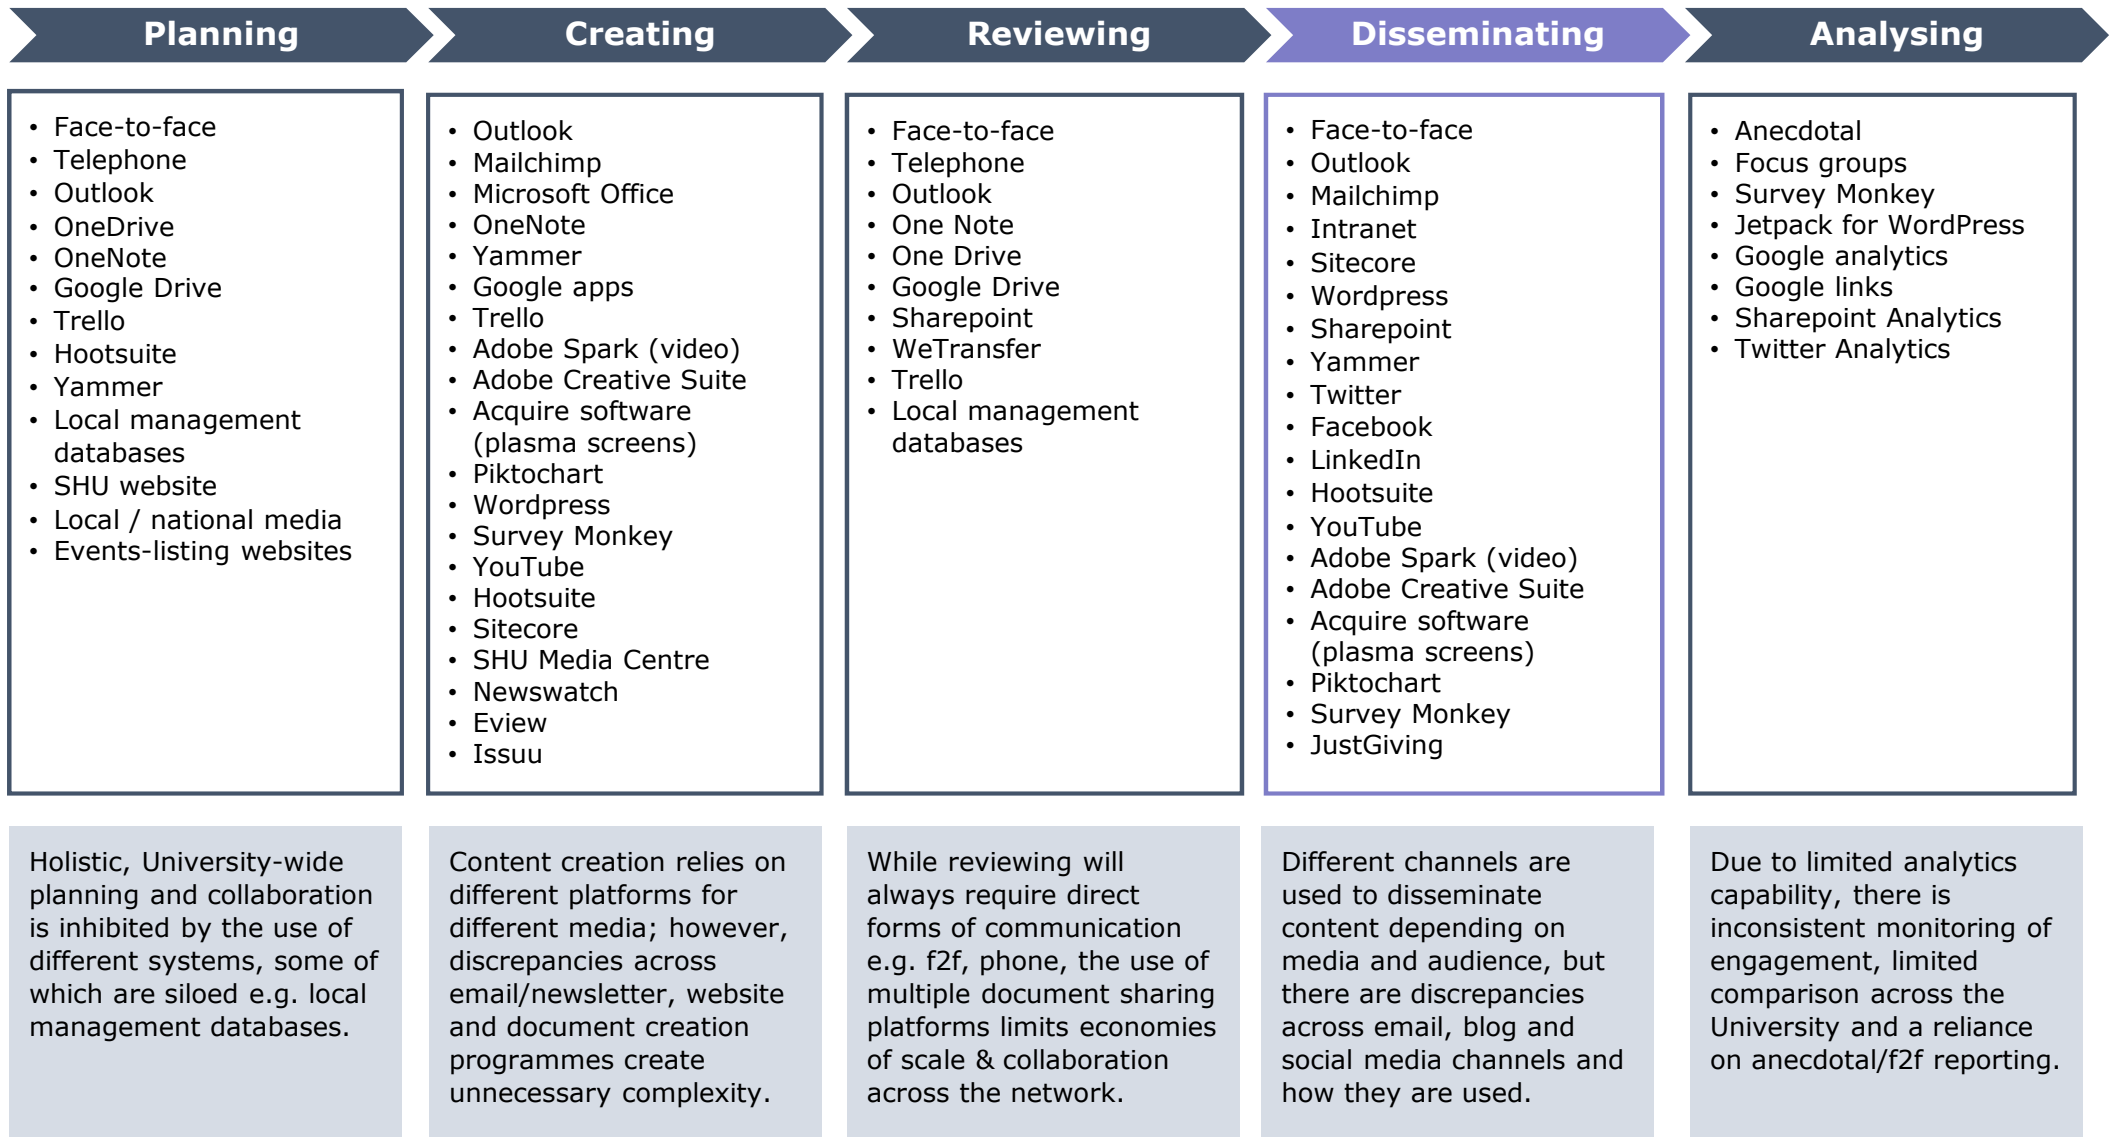 Planning
Creating
Reviewing
Disseminating
Analysing
• Face-to-face
• Telephone
• Outlook
• OneDrive
• OneNote
• Google Drive
• Trello
• Hootsuite
• Yammer
• Local management
databases
• SHU website
• Local / national media
• Events-listing websites
• Outlook
• Mailchimp
• Microsoft Office
• OneNote
• Yammer
• Google apps
• Trello
• Adobe Spark (video)
• Adobe Creative Suite
• Acquire software
(plasma screens)
• Piktochart
• Wordpress
• Survey Monkey
• YouTube
• Hootsuite
• Sitecore
• SHU Media Centre
• Newswatch
• Eview
• Issuu
• Face-to-face
• Telephone
• Outlook
• One Note
• One Drive
• Google Drive
• Sharepoint
• WeTransfer
• Trello
• Local management
databases
• Face-to-face
• Outlook
• Mailchimp
• Intranet
• Sitecore
• Wordpress
• Sharepoint
• Yammer
• Twitter
• Facebook
• LinkedIn
• Hootsuite
• YouTube
• Adobe Spark (video)
• Adobe Creative Suite
• Acquire software
(plasma screens)
• Piktochart
• Survey Monkey
• JustGiving
• Anecdotal
• Focus groups
• Survey Monkey
• Jetpack for WordPress
• Google analytics
• Google links
• Sharepoint Analytics
• Twitter Analytics
Holistic, University-wide
planning and collaboration
is inhibited by the use of
different systems, some of
which are siloed e.g. local
management databases.
Content creation relies on
different platforms for
different media; however,
discrepancies across
email/newsletter, website
and document creation
programmes create
unnecessary complexity.
While reviewing will
always require direct
forms of communication
e.g. f2f, phone, the use of
multiple document sharing
platforms limits economies
of scale & collaboration
across the network.
Different channels are
used to disseminate
content depending on
media and audience, but
there are discrepancies
across email, blog and
social media channels and
how they are used.
Due to limited analytics
capability, there is
inconsistent monitoring of
engagement, limited
comparison across the
University and a reliance
on anecdotal/f2f reporting.